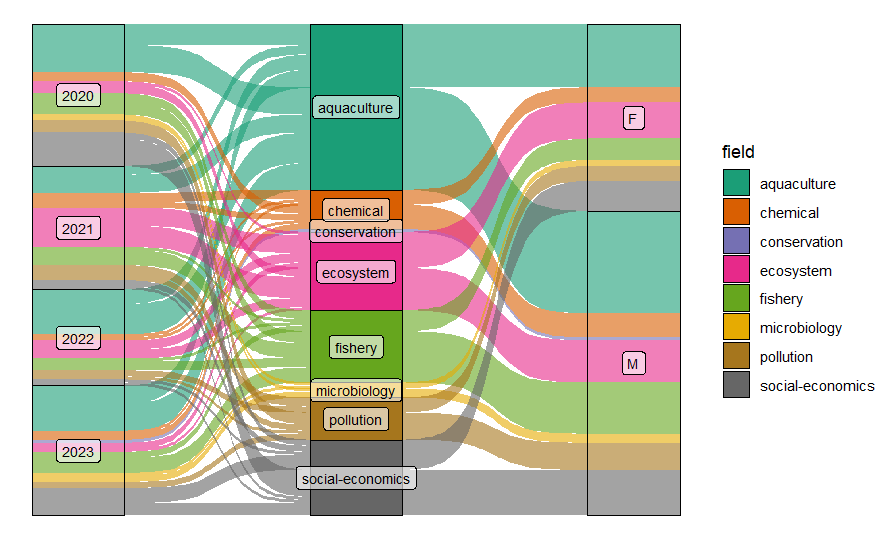 2020
2021
2022
2023
aquaculture
chemical
conservation
ecosystem
fishery
microbiology
pollution
social-economics
F
M
field
aquaculture
chemical
conservation
ecosystem
fishery
microbiology
pollution
social-economics